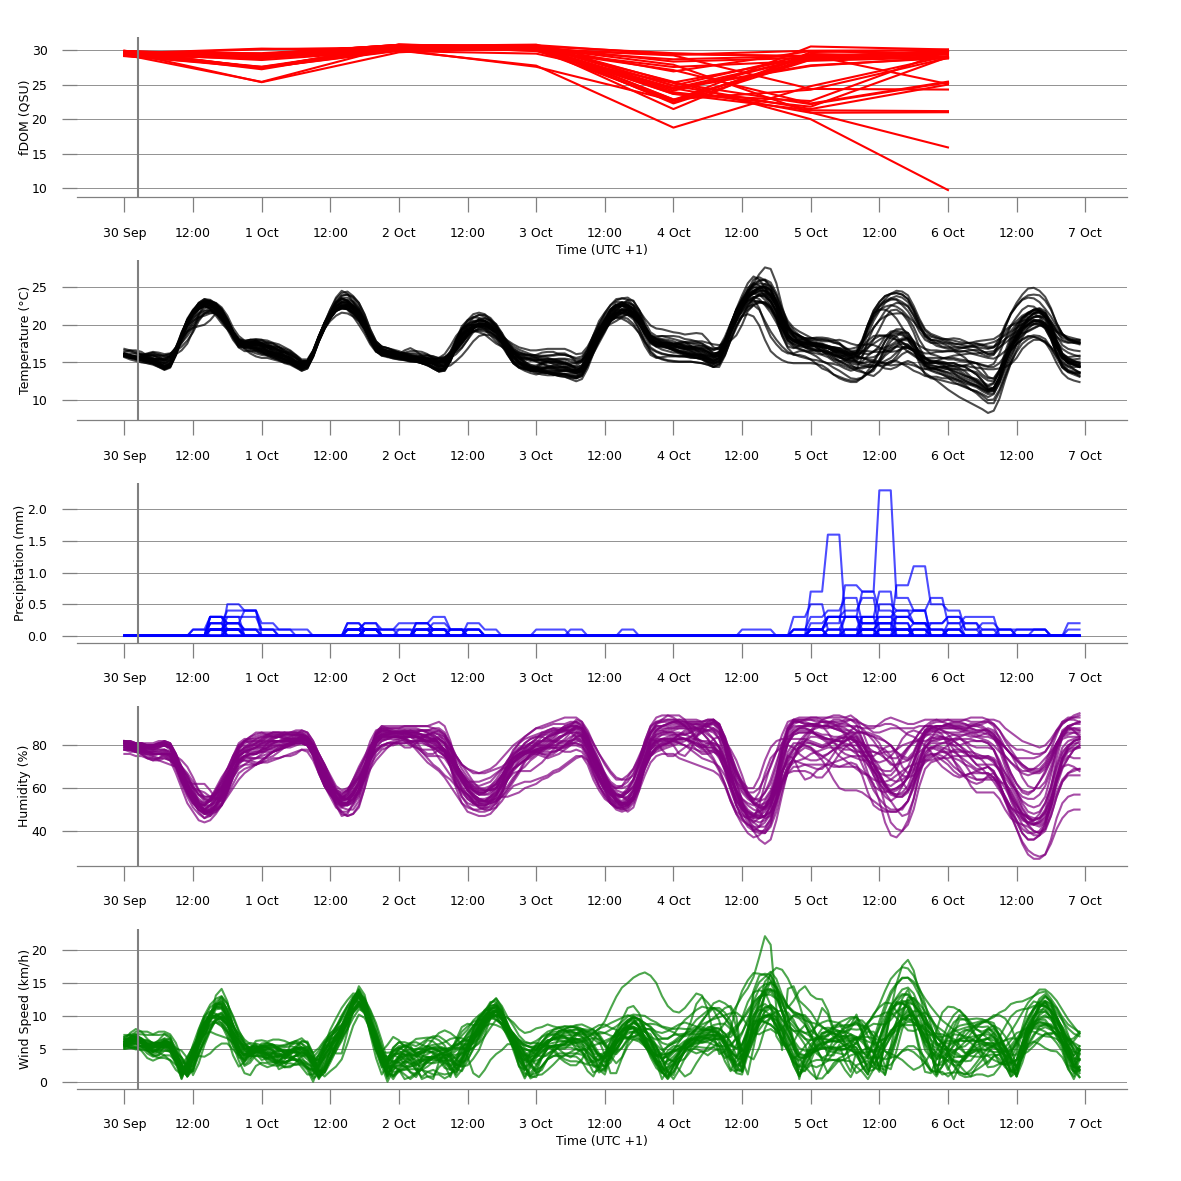 fDOM (QSU)
30
25
20
15
10
30 Sep 12:00 1 Oct 12:00 2 Oct 12:00 3 Oct 12:00 4 Oct 12:00 5 Oct 12:00 6 Oct 12:00 7 Oct
Time (UTC +1)
Temperature (°C)
25
20
15
10
30 Sep 12:00 1 Oct 12:00 2 Oct 12:00 3 Oct 12:00 4 Oct 12:00 5 Oct 12:00 6 Oct 12:00 7 Oct
Precipitation (mm)
2.0
1.5
1.0
0.5
0.0
30 Sep 12:00 1 Oct 12:00 2 Oct 12:00 3 Oct 12:00 4 Oct 12:00 5 Oct 12:00 6 Oct 12:00 7 Oct
Humidity (%)
80
60
40
30 Sep 12:00 1 Oct 12:00 2 Oct 12:00 3 Oct 12:00 4 Oct 12:00 5 Oct 12:00 6 Oct 12:00 7 Oct
Wind Speed (km/h)
20
15
10
5
0
30 Sep 12:00 1 Oct 12:00 2 Oct 12:00 3 Oct 12:00 4 Oct 12:00 5 Oct 12:00 6 Oct 12:00 7 Oct
Time (UTC +1)